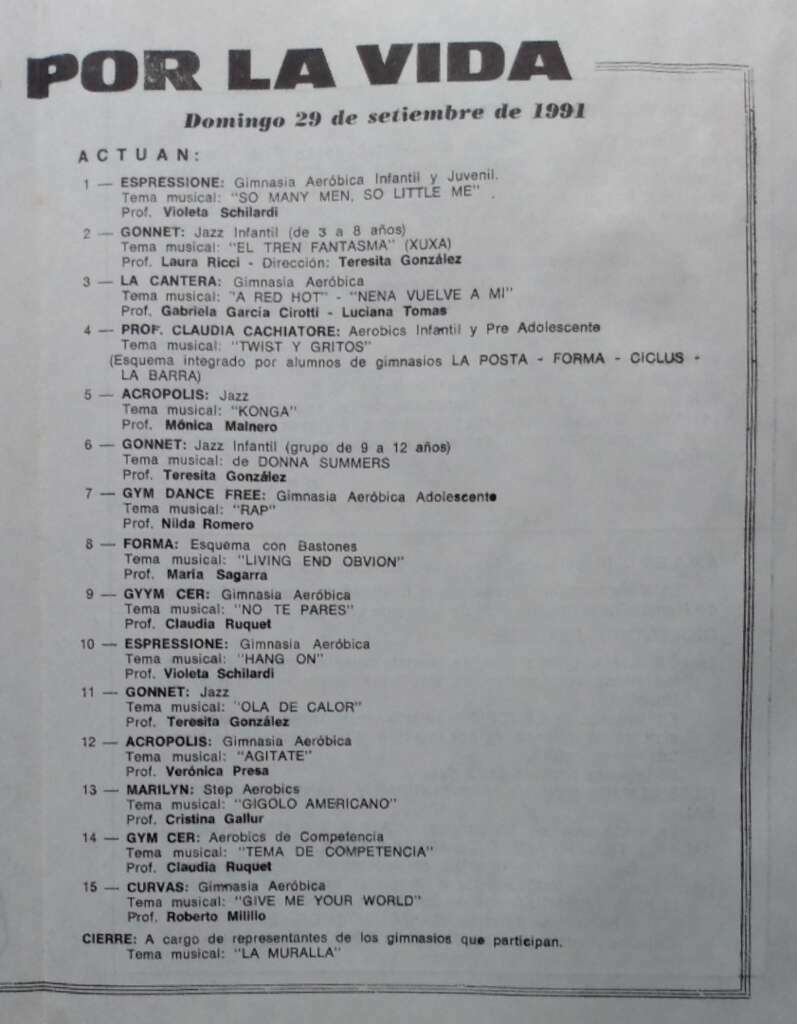 POR LA VIDA
Domingo 29 de setiembre de 1991
ACTUAN:
1 — ESPRESSIONE: Gimnasia Aeróbica Infantil y Juvenil.
Tema musical: "SO MANY MEN, SO LITTLE ME" .
Prof. Violeta Schilardi
2 — GONNET: Jazz Infantil (de 3 a 8 años)
Tema musical: "EL TREN FANTASMA" (XUXA)
Prof. Laura Ricci - Dirección: Teresita González
3 — LA CANTERA: Gimnasia Aeróbica
Tema musical: "A RED HOT" - "NENA VUELVE A MI"
Prof. Gabriela García Cirotti - Luciana Tomas
4 — PROF. CLAUDIA CACHIATORE: Aerobics Infantil y Pre Adolescente
Tema musical: "TWIST Y GRITOS"
(Esquema integrado por alumnos de gimnasios LA POSTA - FORMA - CICLUS -
LA BARRA)
5 — ACROPOLIS: Jazz
Tema musical: "KONGA"
Prof. Mónica Mainero
6 — GONNET: Jazz Infantil (grupo de 9 a 12 años)
Tema musical: de DONNA SUMMERS
Prof. Teresita González
7 — GYM DANCE FREE: Gimnasia Aeróbica Adolescente
Tema musical: "RAP"
Prof. Nilda Romero
8 — FORMA: Esquema con Bastones
Tema musical: "LIVING END OBVION"
Prof. María Sagarra
9 — GYYM CER: Gimnasia Aeróbica
Tema musical: "NO TE PARES"
Prof. Claudia Ruquet
10 — ESPRESSIONE: Gimnasia Aeróbica
Tema musical: "HANG ON"
Prof. Violeta Schilardi
11 — GONNET: Jazz
Tema musical: "OLA DE CALOR"
Prof. Teresita González
12 — ACROPOLIS: Gimnasia Aeróbica
Tema musical: "AGITATE"
Prof. Verónica Presa
13 — MARILYN: Step Aerobics
Tema musical: "GIGOLO AMERICANO"
Prof. Cristina Gallur
14 — GYM CER: Aerobics de Competencia
Tema musical: "TEMA DE COMPETENCIA"
Prof. Claudia Ruquet
15 — CURVAS: Gimnasia Aeróbica
Tema musical: "GIVE ME YOUR WORLD"
Prof. Roberto Milillo
CIERRE: A cargo de representantes de los gimnasios que participan.
Tema musical: "LA MURALLA"